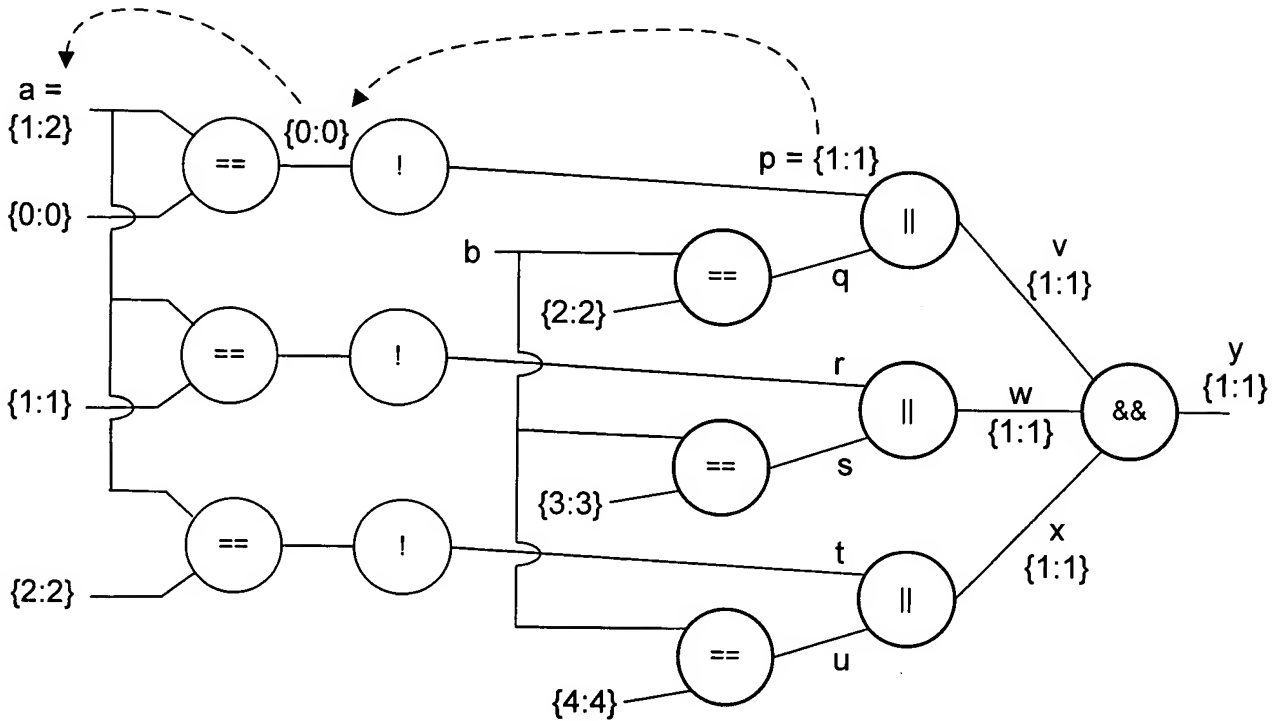 a =
{1:2}
{0:0}
==
{0:0}
!
p = {1:1}
||
b
==
q
{2:2}
v
{1:1}
{1:1}
==
!
r
||
w
{1:1}
&&
y
{1:1}
==
s
{3:3}
{2:2}
==
!
t
||
x
{1:1}
==
u
{4:4}